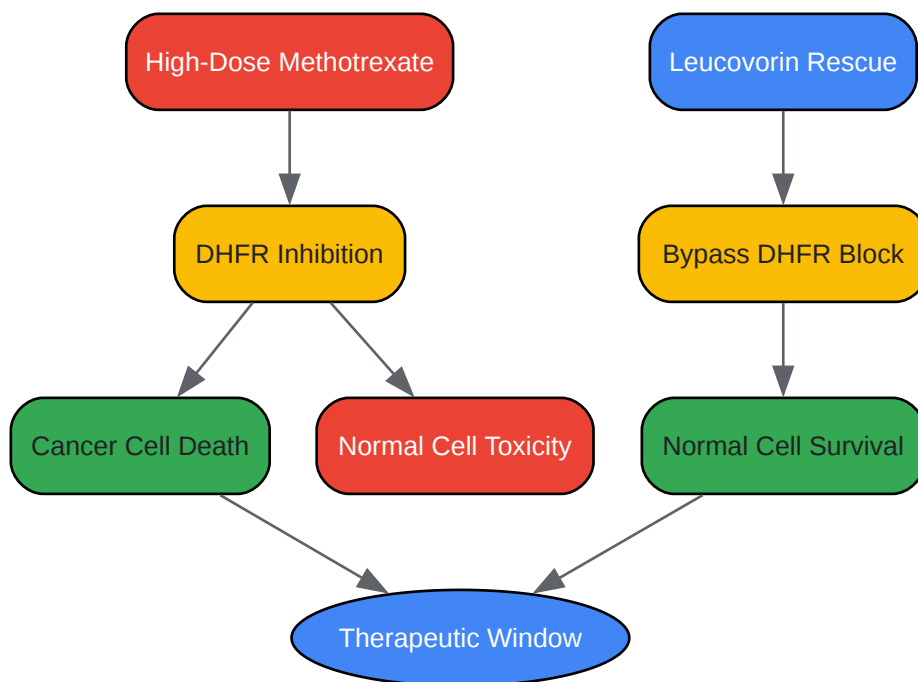 High-Dose Methotrexate
Leucovorin Rescue
DHFR Inhibition
Bypass DHFR Block
Cancer Cell Death
Normal Cell Toxicity
Normal Cell Survival
Therapeutic Window